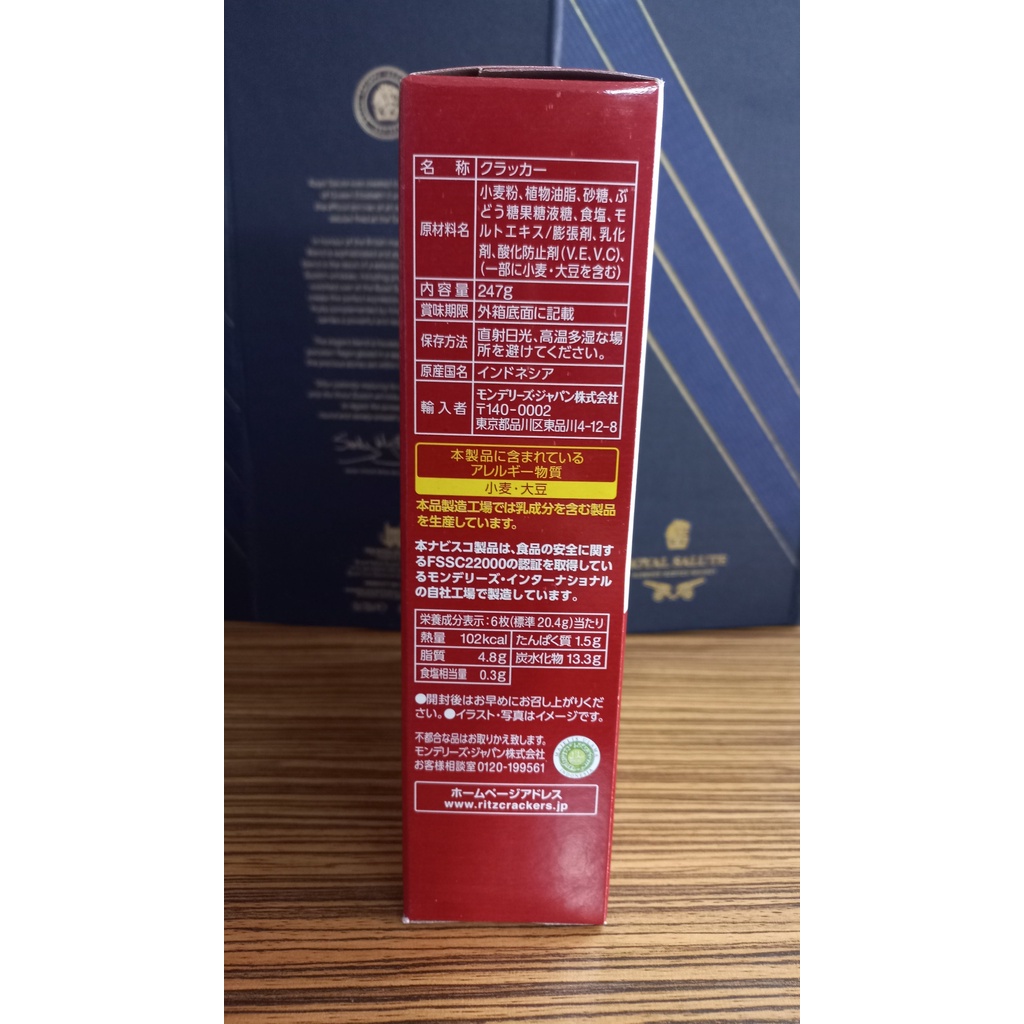 名 称 クラッカー
原材料名 小麦粉、植物油脂、砂糖、ぶ
どう糖果糖液糖、食塩、モ
ルトエキス/膨張剤、乳化
剤、酸化防止剤(V.E、V.C)、
(一部に小麦・大豆を含む)
内容量 247g
賞味期限 外箱底面に記載
保存方法 直射日光、高温多湿な場
所を避けてください。
原産国名 インドネシア
輸入者 モンデリーズ・ジャパン株式会社
〒140-0002
東京都品川区東品川4-12-8
本製品に含まれている
アレルギー物質
小麦・大豆
本品製造工場では乳成分を含む製品
を生産しています。
本ナビスコ製品は、食品の安全に関す
るFSSC22000の認証を取得してい
るモンデリーズ・インターナショナル
の自社工場で製造しています。
栄養成分表示:6枚(標準20.4g)当たり
熱量 102kcal たんぱく質 1.5g
脂質 4.8g 炭水化物 13.3g
食塩相当量 0.3g
●開封後はお早めにお召し上がりくだ
さい。●イラスト・写真はイメージです。
不都合な品はお取りかえ致します。
モンデリーズ・ジャパン株式会社
お客様相談室0120-199561
ホームページアドレス
www.ritzcrackers.jp
ROYAL SALUTE